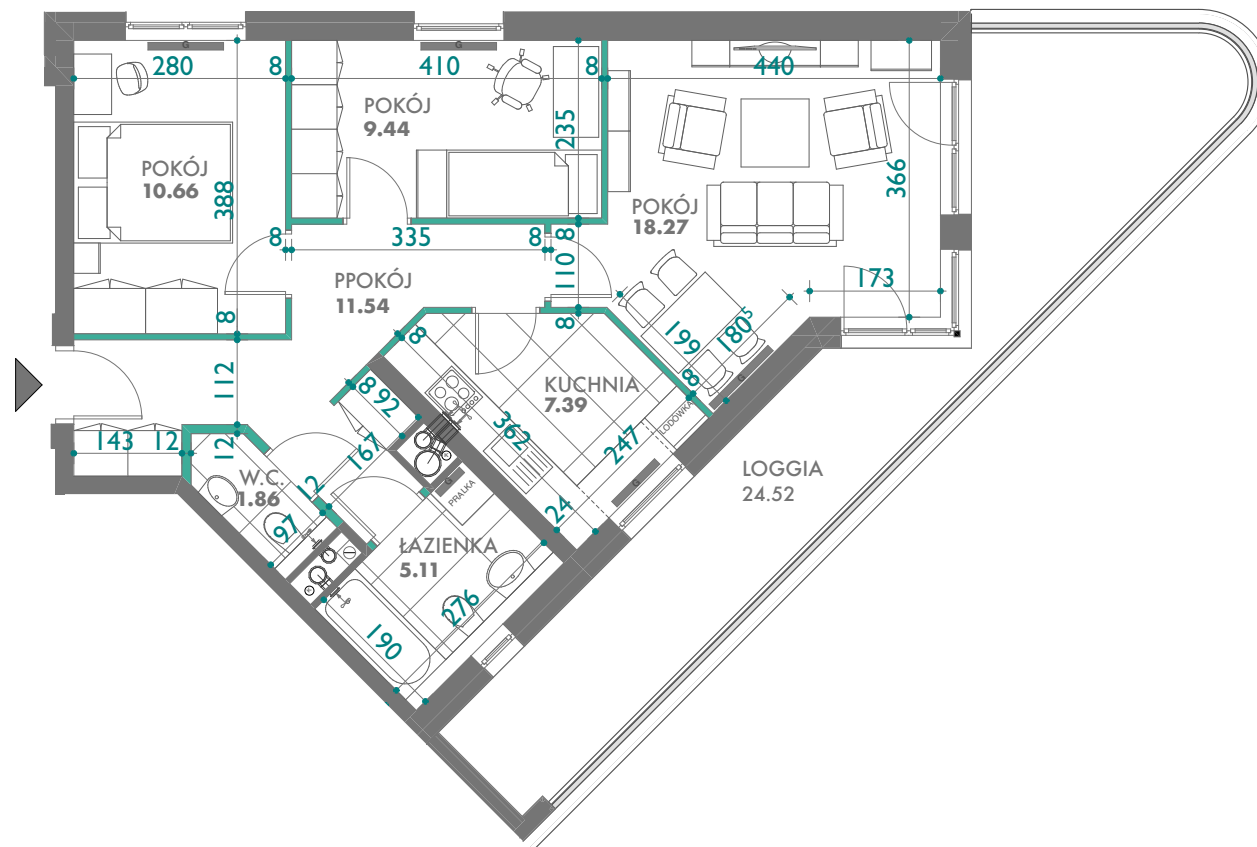 G
G
280
8
410
8
440
POKÓJ
9.44
235
POKÓJ
10.66
388
366
POKÓJ
18.27
8
335
8
8
110
PPOKÓJ
11.54
173
8
8
8
199
180⁵
112
KUCHNIA
7.39
8
8
92
G
LODÓWKA
362
247
143
12
12
167
W.C.
1.86
12
G
PRALKA
G
LOGGIA
24.52
24
97
ŁAZIENKA
5.11
276
190